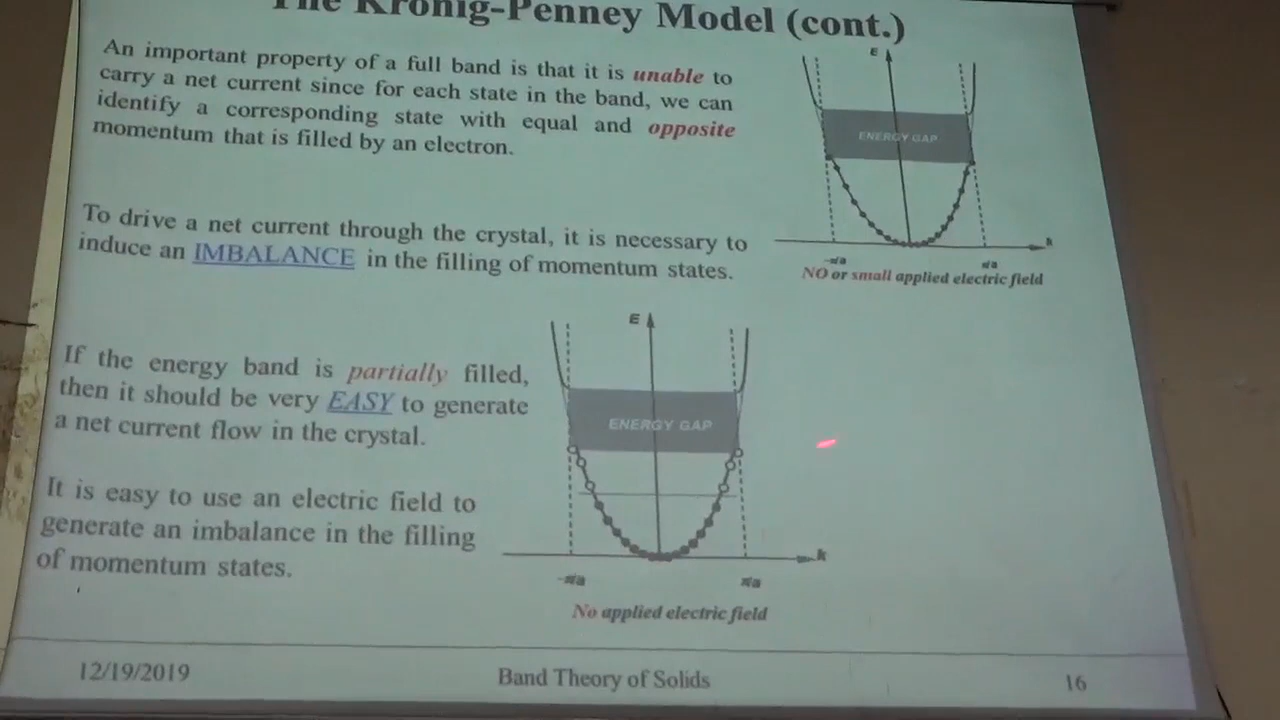 The Kronig-Penney Model (cont.)
An important property of a full band is that it is unable to
carry a net current since for each state in the band, we can
identify a corresponding state with equal and opposite
momentum that is filled by an electron.
E
ENERGY GAP
k
-π/a
π/a
NO or small applied electric field
To drive a net current through the crystal, it is necessary to
induce an IMBALANCE in the filling of momentum states.
If the energy band is partially filled,
then it should be very EASY to generate
a net current flow in the crystal.
It is easy to use an electric field to
generate an imbalance in the filling
of momentum states.
E
ENERGY GAP
k
-π/a
π/a
No applied electric field
12/19/2019
Band Theory of Solids
16